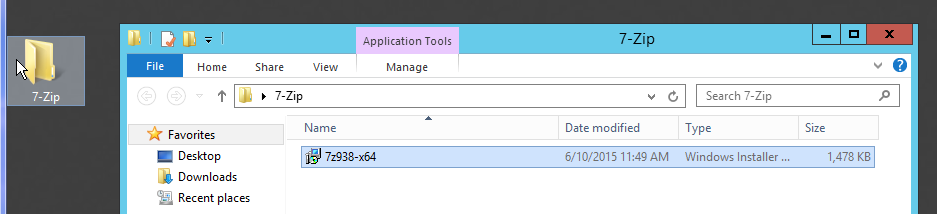 7-Zip
Application Tools
7-Zip
File Home Share View Manage
7-Zip
Search 7-Zip
Favorites
Desktop
Downloads
Recent places
Name Date modified Type Size
7z938-x64 6/10/2015 11:49 AM Windows Installer ... 1,478 KB